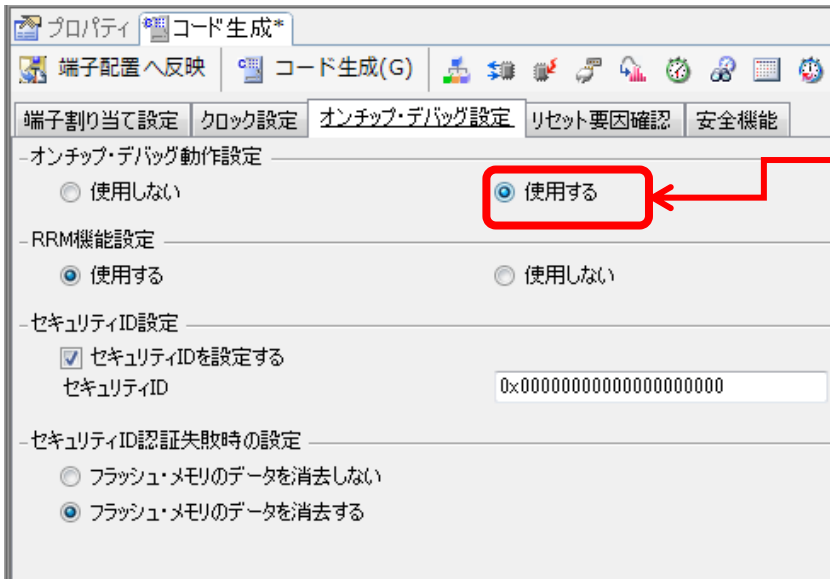 プロパティ コード生成*
端子配置へ反映 コード生成(G)
端子割り当て設定 クロック設定 オンチップ・デバッグ設定 リセット要因確認 安全機能
オンチップ・デバッグ動作設定
使用しない 使用する
RRM機能設定
使用する 使用しない
セキュリティID設定
セキュリティIDを設定する
セキュリティID 0x00000000000000000000
セキュリティID認証失敗時の設定
フラッシュ・メモリのデータを消去しない
フラッシュ・メモリのデータを消去する